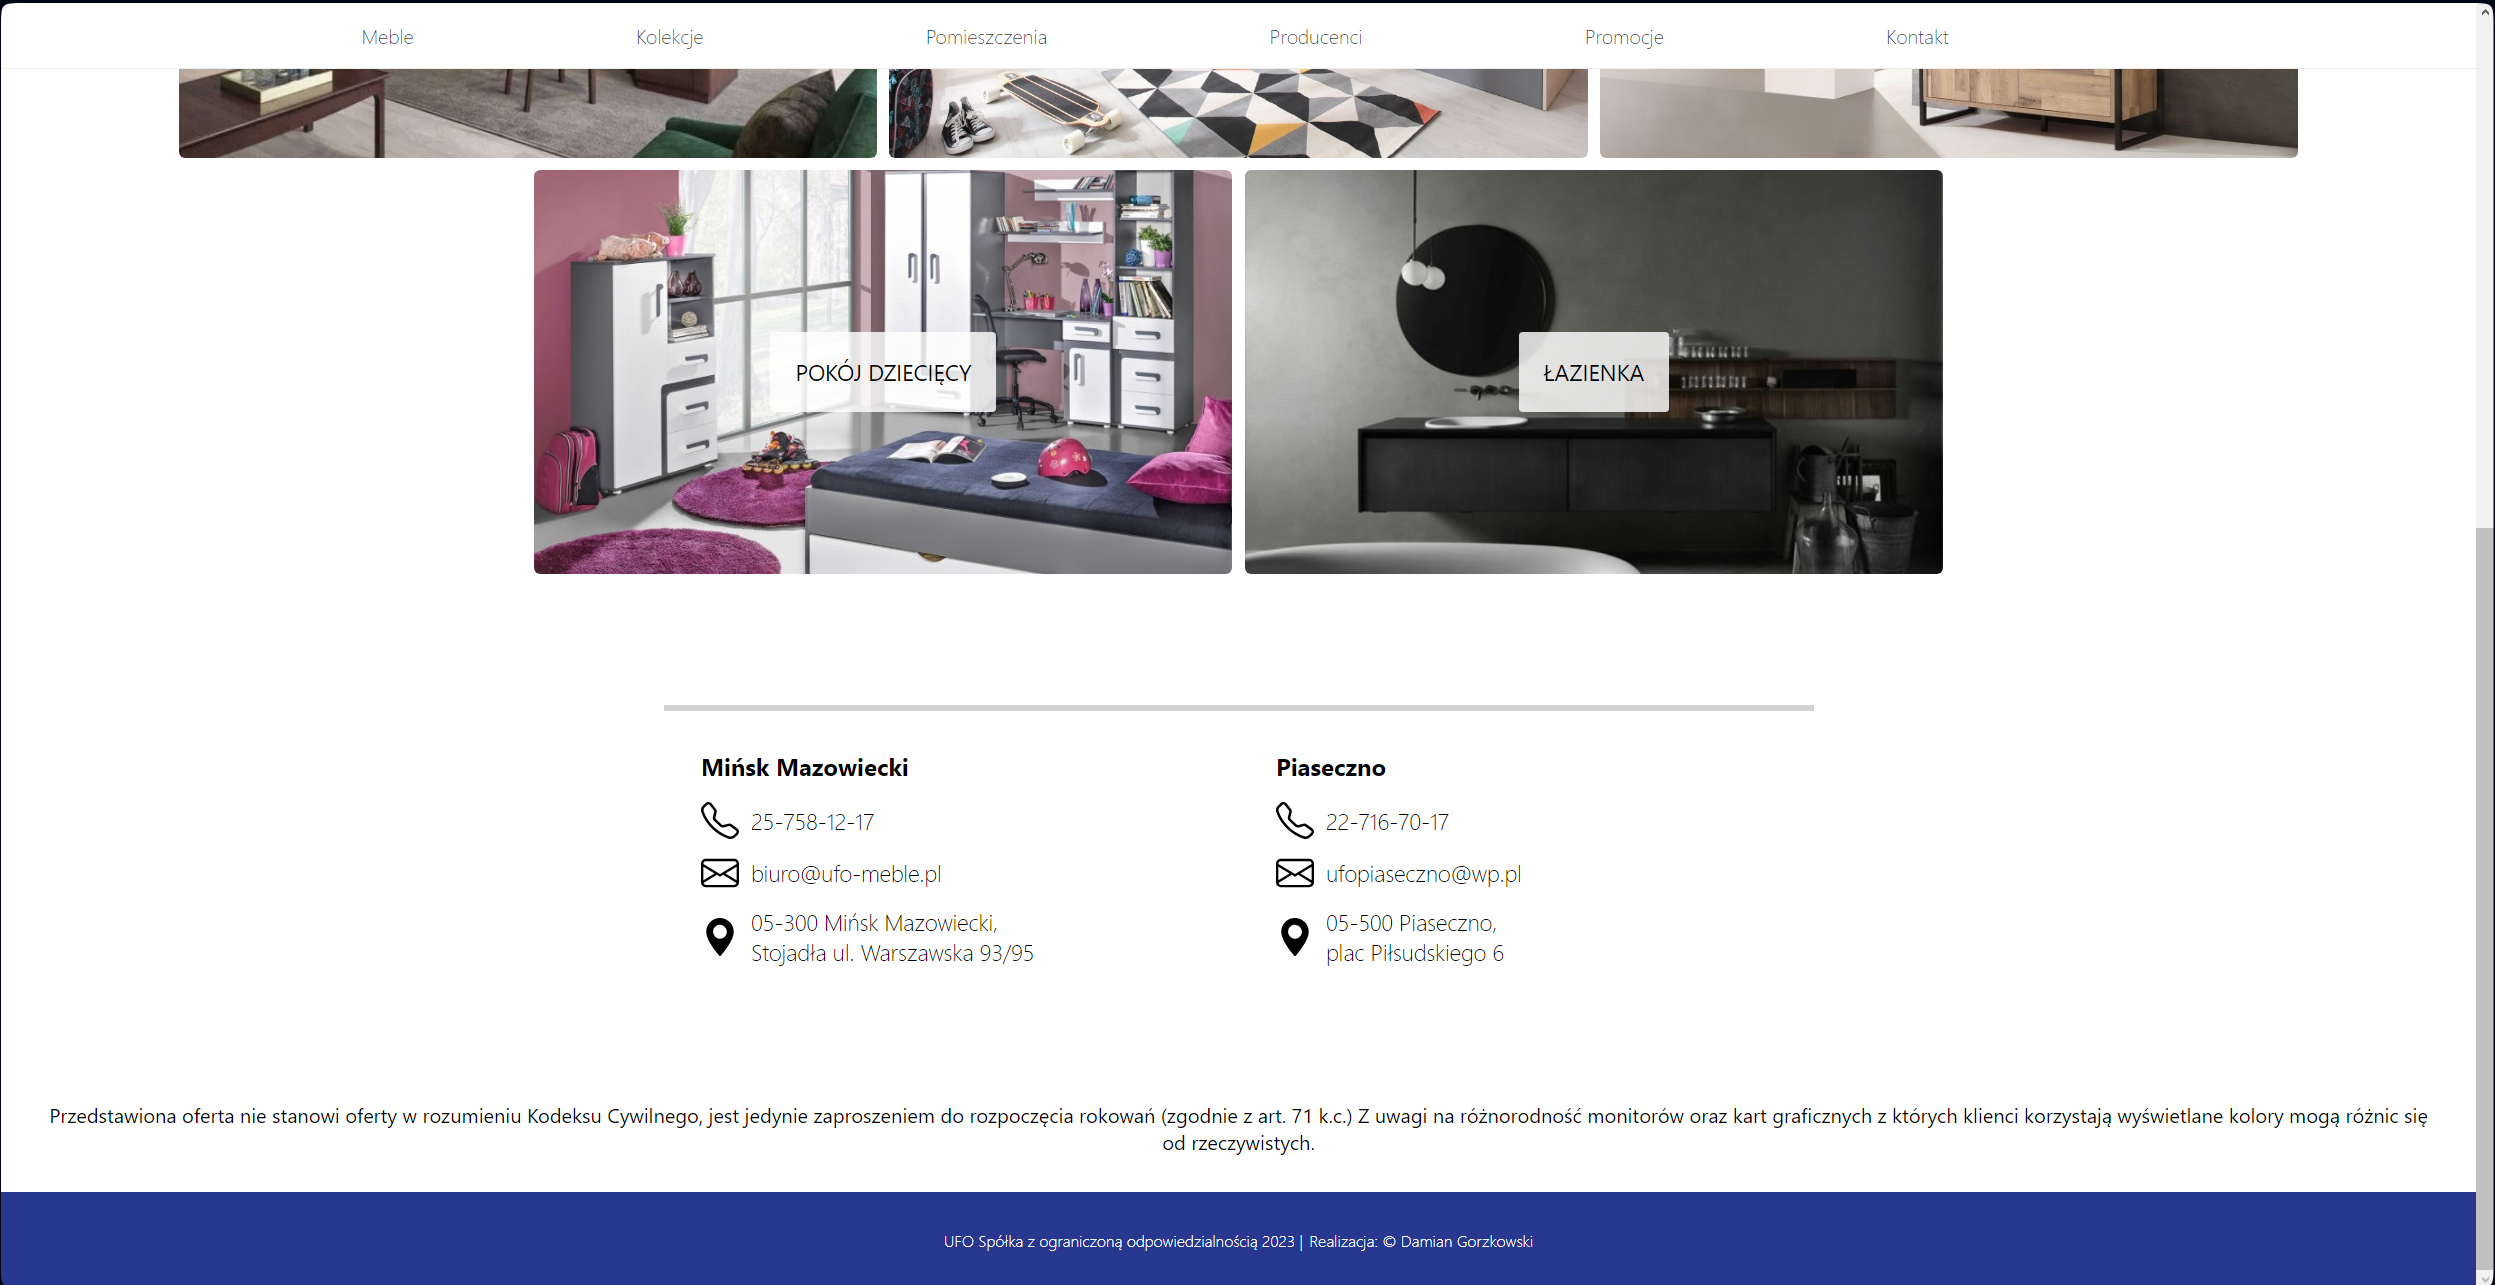 Meble
Kolekcje
Pomieszczenia
Producenci
Promocje
Kontakt
POKÓJ DZIECIĘCY
ŁAZIENKA
Mińsk Mazowiecki
25-758-12-17
biuro@ufo-meble.pl
05-300 Mińsk Mazowiecki,
Stojadła ul. Warszawska 93/95
Piaseczno
22-716-70-17
ufopiaseczno@wp.pl
05-500 Piaseczno,
plac Piłsudskiego 6
Przedstawiona oferta nie stanowi oferty w rozumieniu Kodeksu Cywilnego, jest jedynie zaproszeniem do rozpoczęcia rokowań (zgodnie z art. 71 k.c.) Z uwagi na różnorodność monitorów oraz kart graficznych z których klienci korzystają wyświetlane kolory mogą różnic się
od rzeczywistych.
UFO Spółka z ograniczoną odpowiedzialnością 2023 | Realizacja: © Damian Gorzkowski